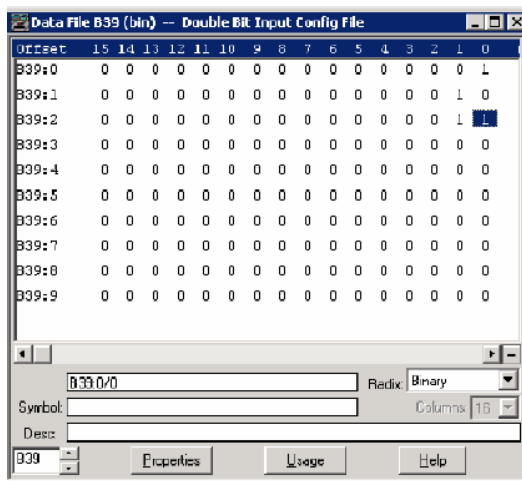 Data File B39 (bin) -- Double Bit Input Config File
Offset 15 14 13 12 11 10 9 8 7 6 5 4 3 2 1 0
B39:0 0 0 0 0 0 0 0 0 0 0 0 0 0 0 0 1
B39:1 0 0 0 0 0 0 0 0 0 0 0 0 0 0 1 0
B39:2 0 0 0 0 0 0 0 0 0 0 0 0 0 0 1 1
B39:3 0 0 0 0 0 0 0 0 0 0 0 0 0 0 0 0
B39:4 0 0 0 0 0 0 0 0 0 0 0 0 0 0 0 0
B39:5 0 0 0 0 0 0 0 0 0 0 0 0 0 0 0 0
B39:6 0 0 0 0 0 0 0 0 0 0 0 0 0 0 0 0
B39:7 0 0 0 0 0 0 0 0 0 0 0 0 0 0 0 0
B39:8 0 0 0 0 0 0 0 0 0 0 0 0 0 0 0 0
B39:9 0 0 0 0 0 0 0 0 0 0 0 0 0 0 0 0
B39:0/0 Radix: Binary
Symbol: Columns: 16
Desc:
B39 Properties Usage Help